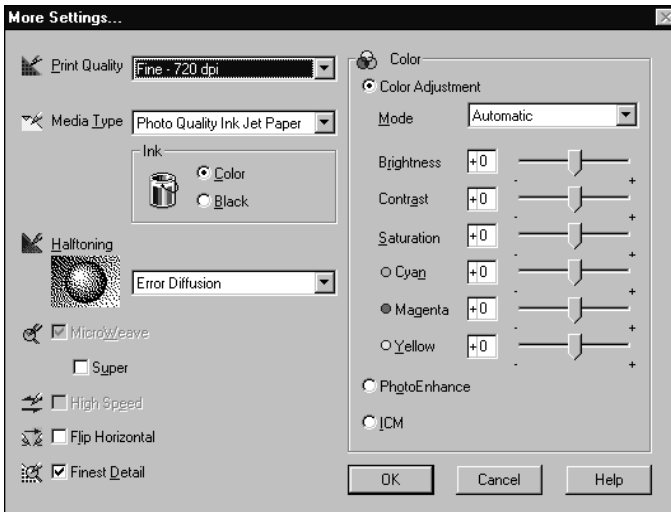 More Settings...
Print Quality
Fine - 720 dpi
Media Type
Photo Quality Ink Jet Paper
Ink
Color
Black
Halftoning
Error Diffusion
MicroWeave
Super
High Speed
Flip Horizontal
Finest Detail
Color
Color Adjustment
Mode
Automatic
Brightness +0 - +
Contrast +0 - +
Saturation +0 - +
Cyan +0 - +
Magenta +0 - +
Yellow +0 - +
PhotoEnhance
ICM
OK
Cancel
Help